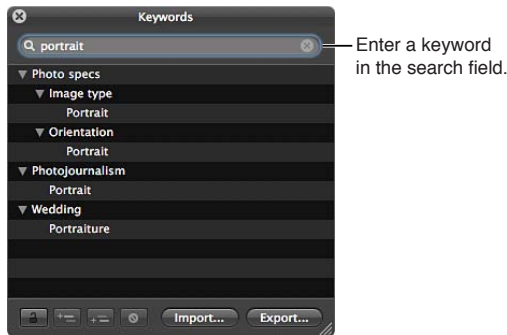 Keywords
portrait
Enter a keyword
in the search field.
Photo specs
Image type
Portrait
Orientation
Portrait
Photojournalism
Portrait
Wedding
Portraiture
Import...
Export...